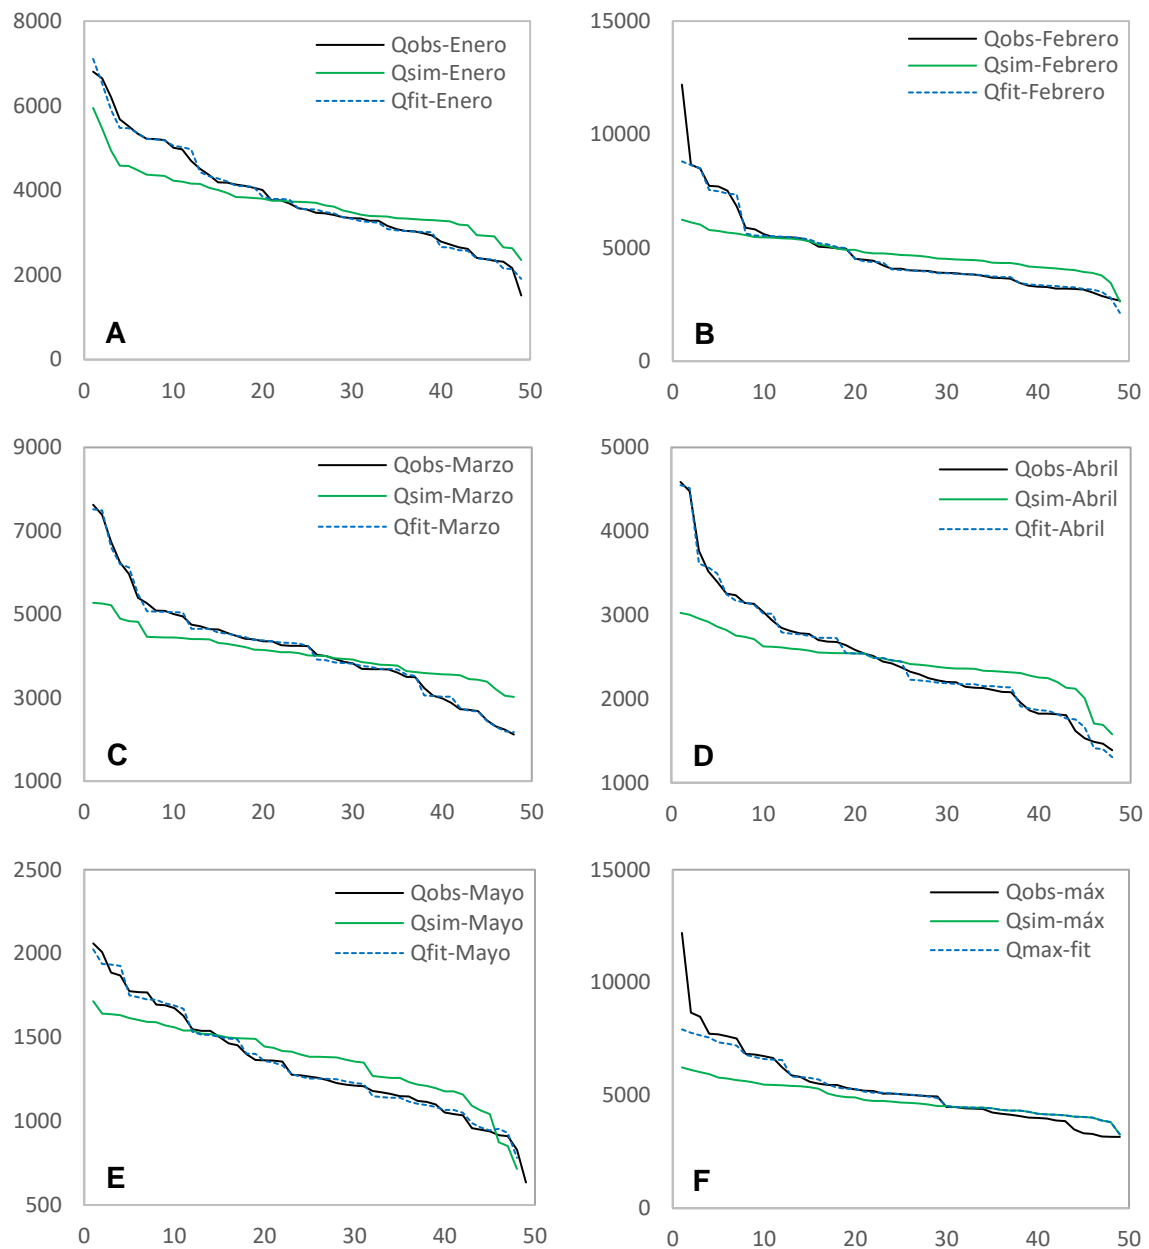 8000
6000
4000
2000
0
Qobs-Enero
Qsim-Enero
Qfit-Enero
A
0 10 20 30 40 50
15000
10000
5000
0
Qobs-Febrero
Qsim-Febrero
Qfit-Febrero
B
0 10 20 30 40 50
9000
7000
5000
3000
1000
Qobs-Marzo
Qsim-Marzo
Qfit-Marzo
C
0 10 20 30 40 50
5000
4000
3000
2000
1000
Qobs-Abril
Qsim-Abril
Qfit-Abril
D
0 10 20 30 40 50
2500
2000
1500
1000
500
Qobs-Mayo
Qsim-Mayo
Qfit-Mayo
E
0 10 20 30 40 50
15000
10000
5000
0
Qobs-máx
Qsim-máx
Qmax-fit
F
0 10 20 30 40 50